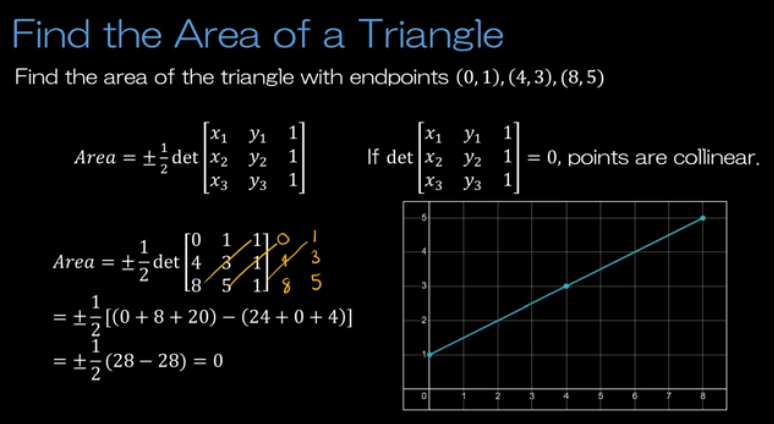 Find the Area of a Triangle
Find the area of the triangle with endpoints (0, 1), (4, 3), (8, 5)
Area = ±1/2 det [x₁ y₁ 1; x₂ y₂ 1; x₃ y₃ 1]
If det [x₁ y₁ 1; x₂ y₂ 1; x₃ y₃ 1] = 0, points are collinear.
Area = ±1/2 det [0 1 1; 4 3 1; 8 5 1] 0 1; 4 3; 8 5
= ±1/2 [(0 + 8 + 20) − (24 + 0 + 4)]
= ±1/2 (28 − 28) = 0
5
4
3
2
1
0 1 2 3 4 5 6 7 8